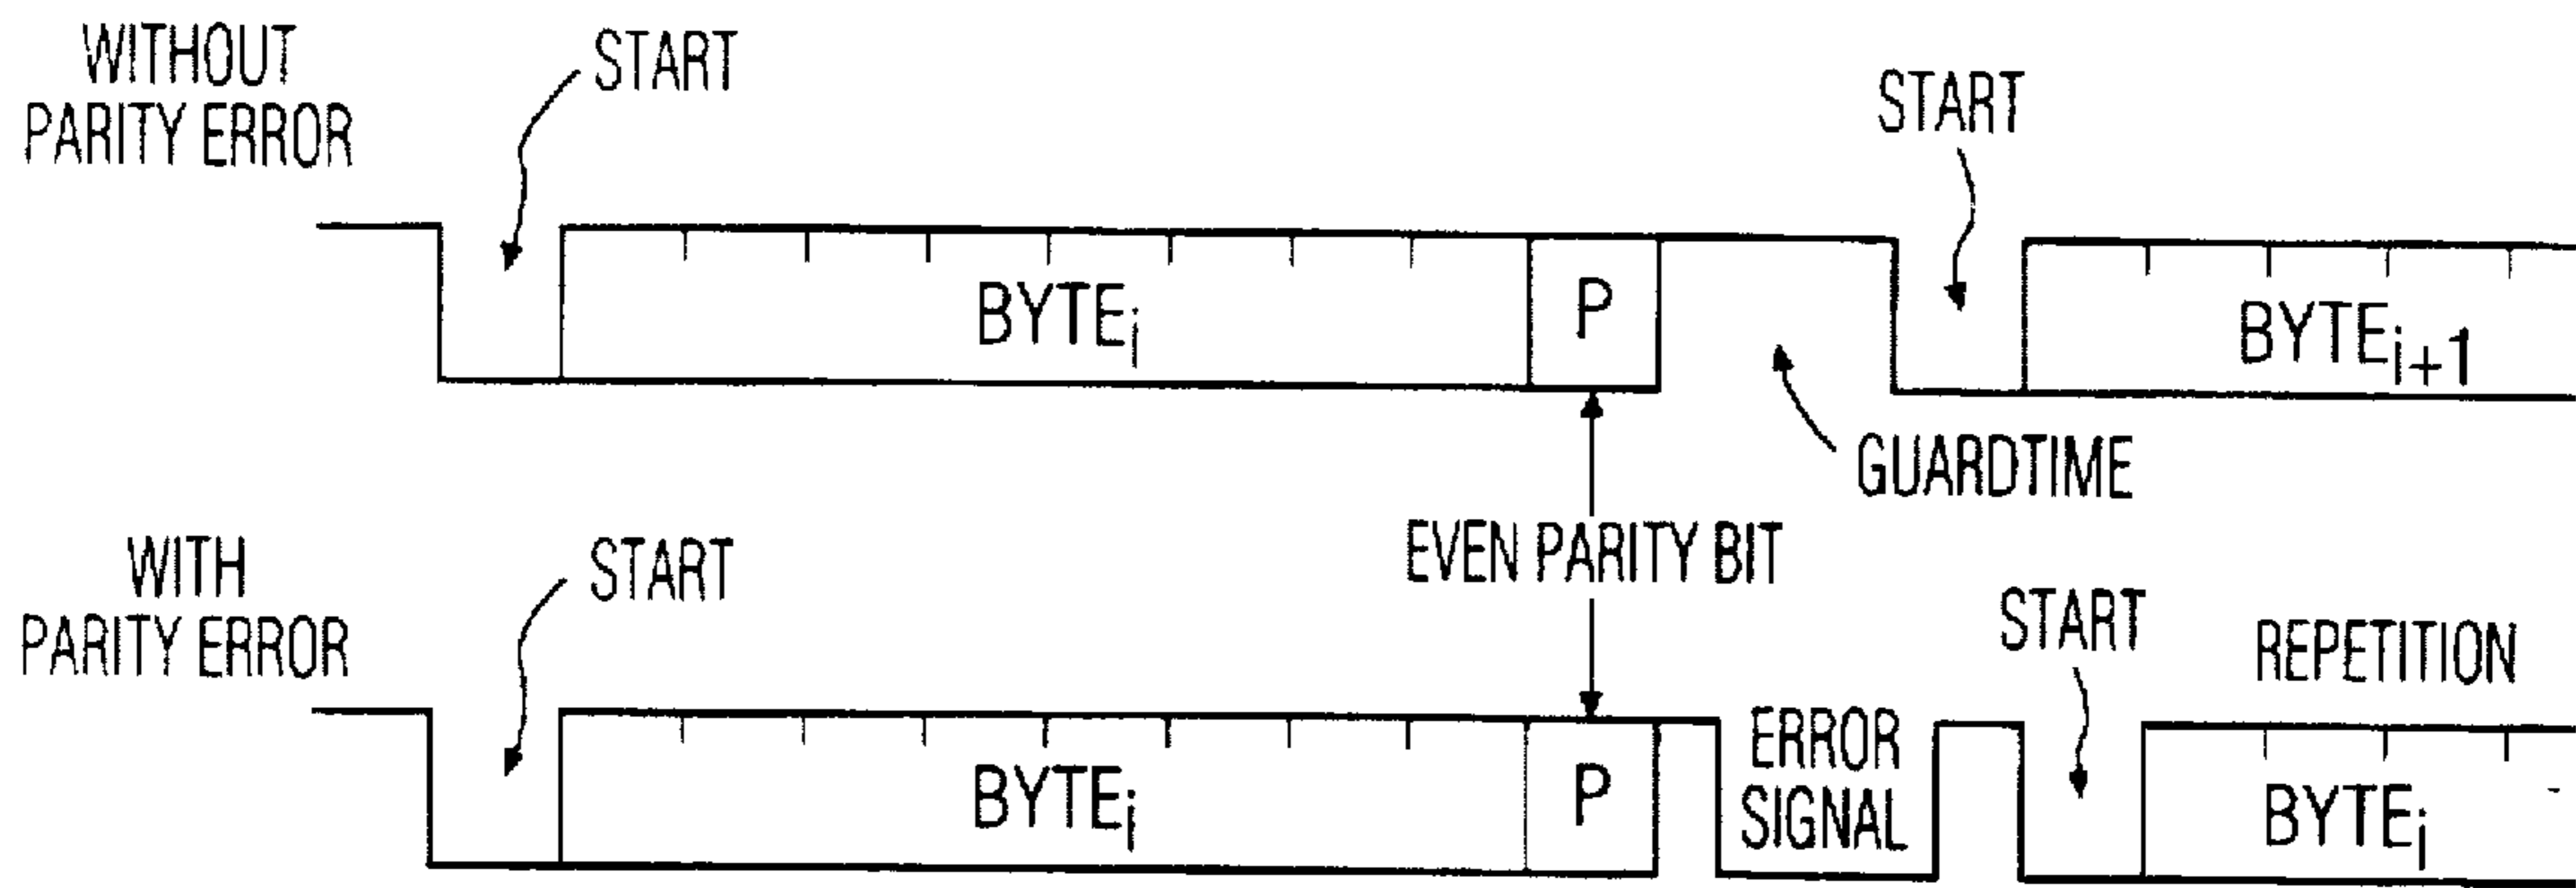 WITHOUT
PARITY ERROR
START
START
BYTEi
P
BYTEi+1
GUARDTIME
EVEN PARITY BIT
WITH
PARITY ERROR
START
START
REPETITION
BYTEi
P
ERROR
SIGNAL
BYTEi